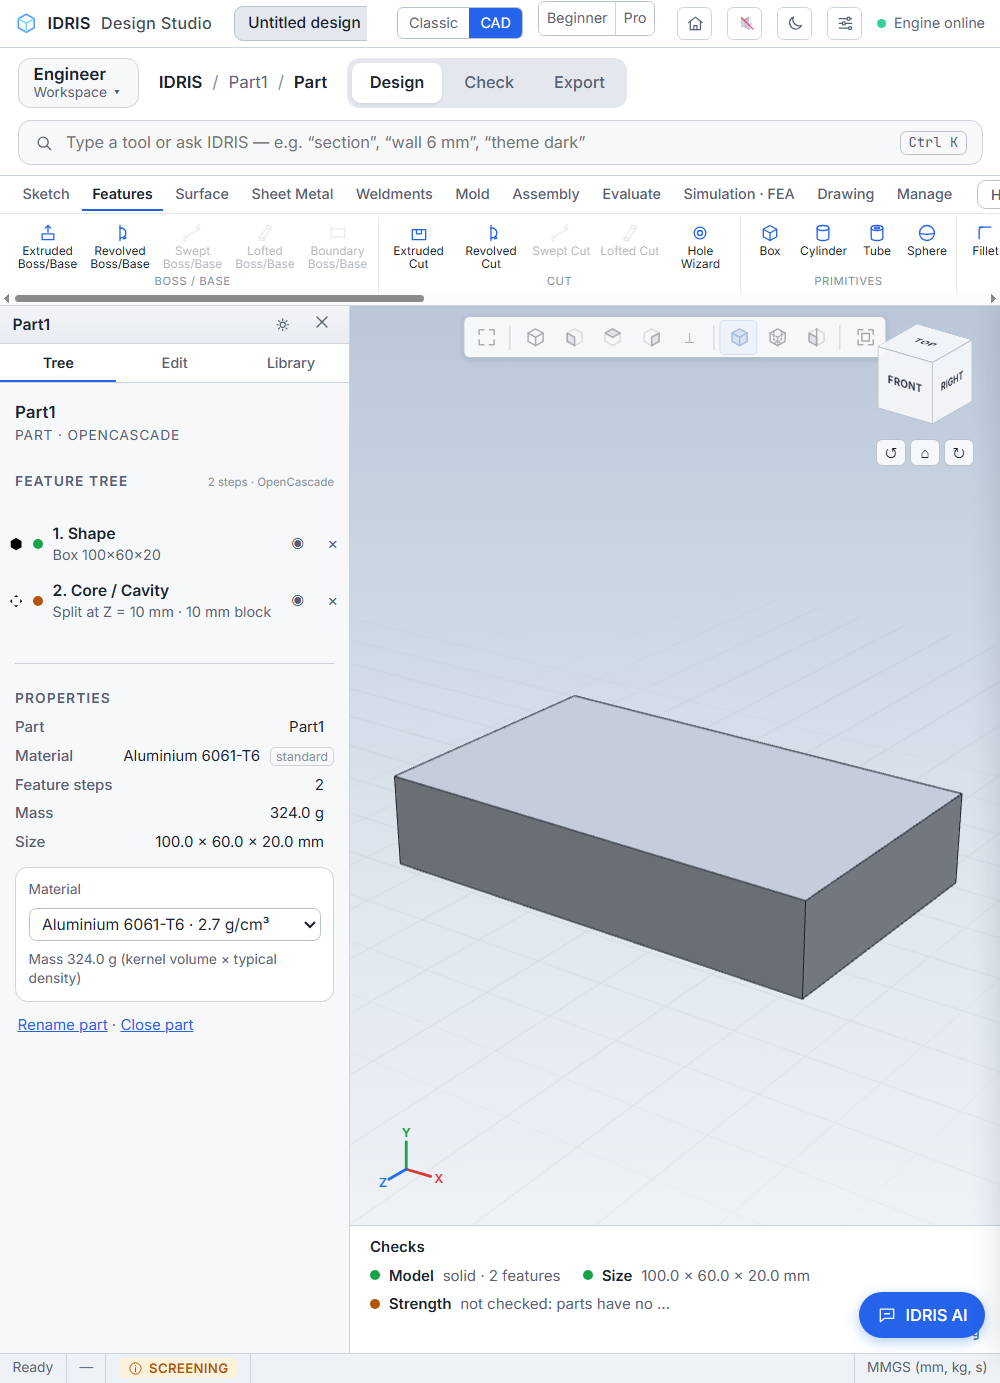 IDRIS Design Studio Untitled design Classic CAD Beginner Pro Engine online
Engineer
Workspace
IDRIS / Part1 / Part Design Check Export
Type a tool or ask IDRIS — e.g. “section”, “wall 6 mm”, “theme dark” Ctrl K
Sketch Features Surface Sheet Metal Weldments Mold Assembly Evaluate Simulation · FEA Drawing Manage H
Extruded Boss/Base Revolved Boss/Base Swept Boss/Base Lofted Boss/Base Boundary Boss/Base Extruded Cut Revolved Cut Swept Cut Lofted Cut Hole Wizard Box Cylinder Tube Sphere Fillet
BOSS / BASE CUT PRIMITIVES
Part1
Tree Edit Library
Part1
PART · OPENCASCADE
FEATURE TREE 2 steps · OpenCascade
1. Shape
Box 100×60×20
2. Core / Cavity
Split at Z = 10 mm · 10 mm block
PROPERTIES
Part Part1
Material Aluminium 6061-T6 standard
Feature steps 2
Mass 324.0 g
Size 100.0 × 60.0 × 20.0 mm
Material
Aluminium 6061-T6 · 2.7 g/cm³
Mass 324.0 g (kernel volume × typical
density)
Rename part · Close part
TOP
FRONT
RIGHT
Y
Z
X
Checks
Model solid · 2 features Size 100.0 × 60.0 × 20.0 mm
Strength not checked: parts have no ...
IDRIS AI
Ready — SCREENING MMGS (mm, kg, s)